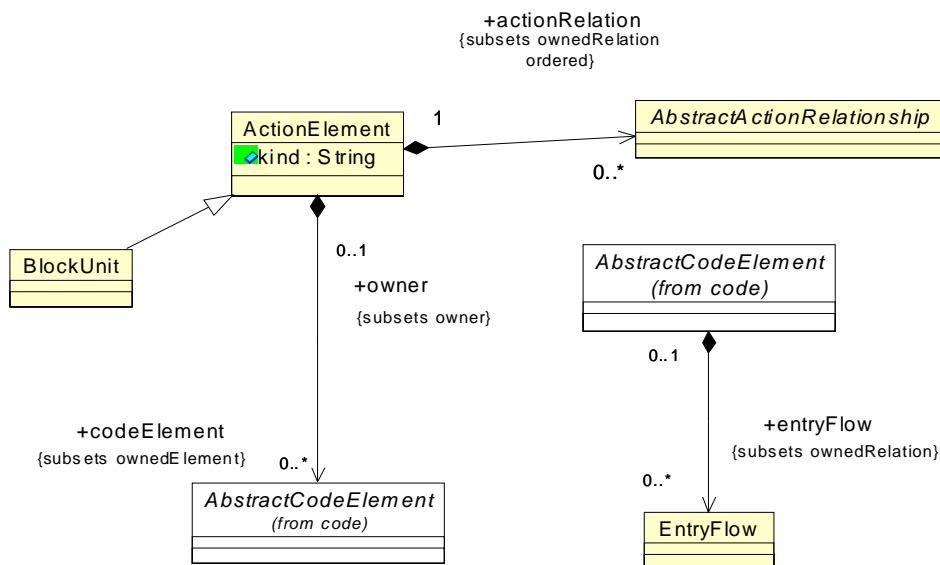 +actionRelation
{subsets ownedRelation
ordered}
ActionElement
kind : String
1
0..*
AbstractActionRelationship
BlockUnit
0..1
+owner
{subsets owner}
+codeElement
{subsets ownedElement}
0..*
AbstractCodeElement
(from code)
AbstractCodeElement
(from code)
0..1
+entryFlow
{subsets ownedRelation}
0..*
EntryFlow